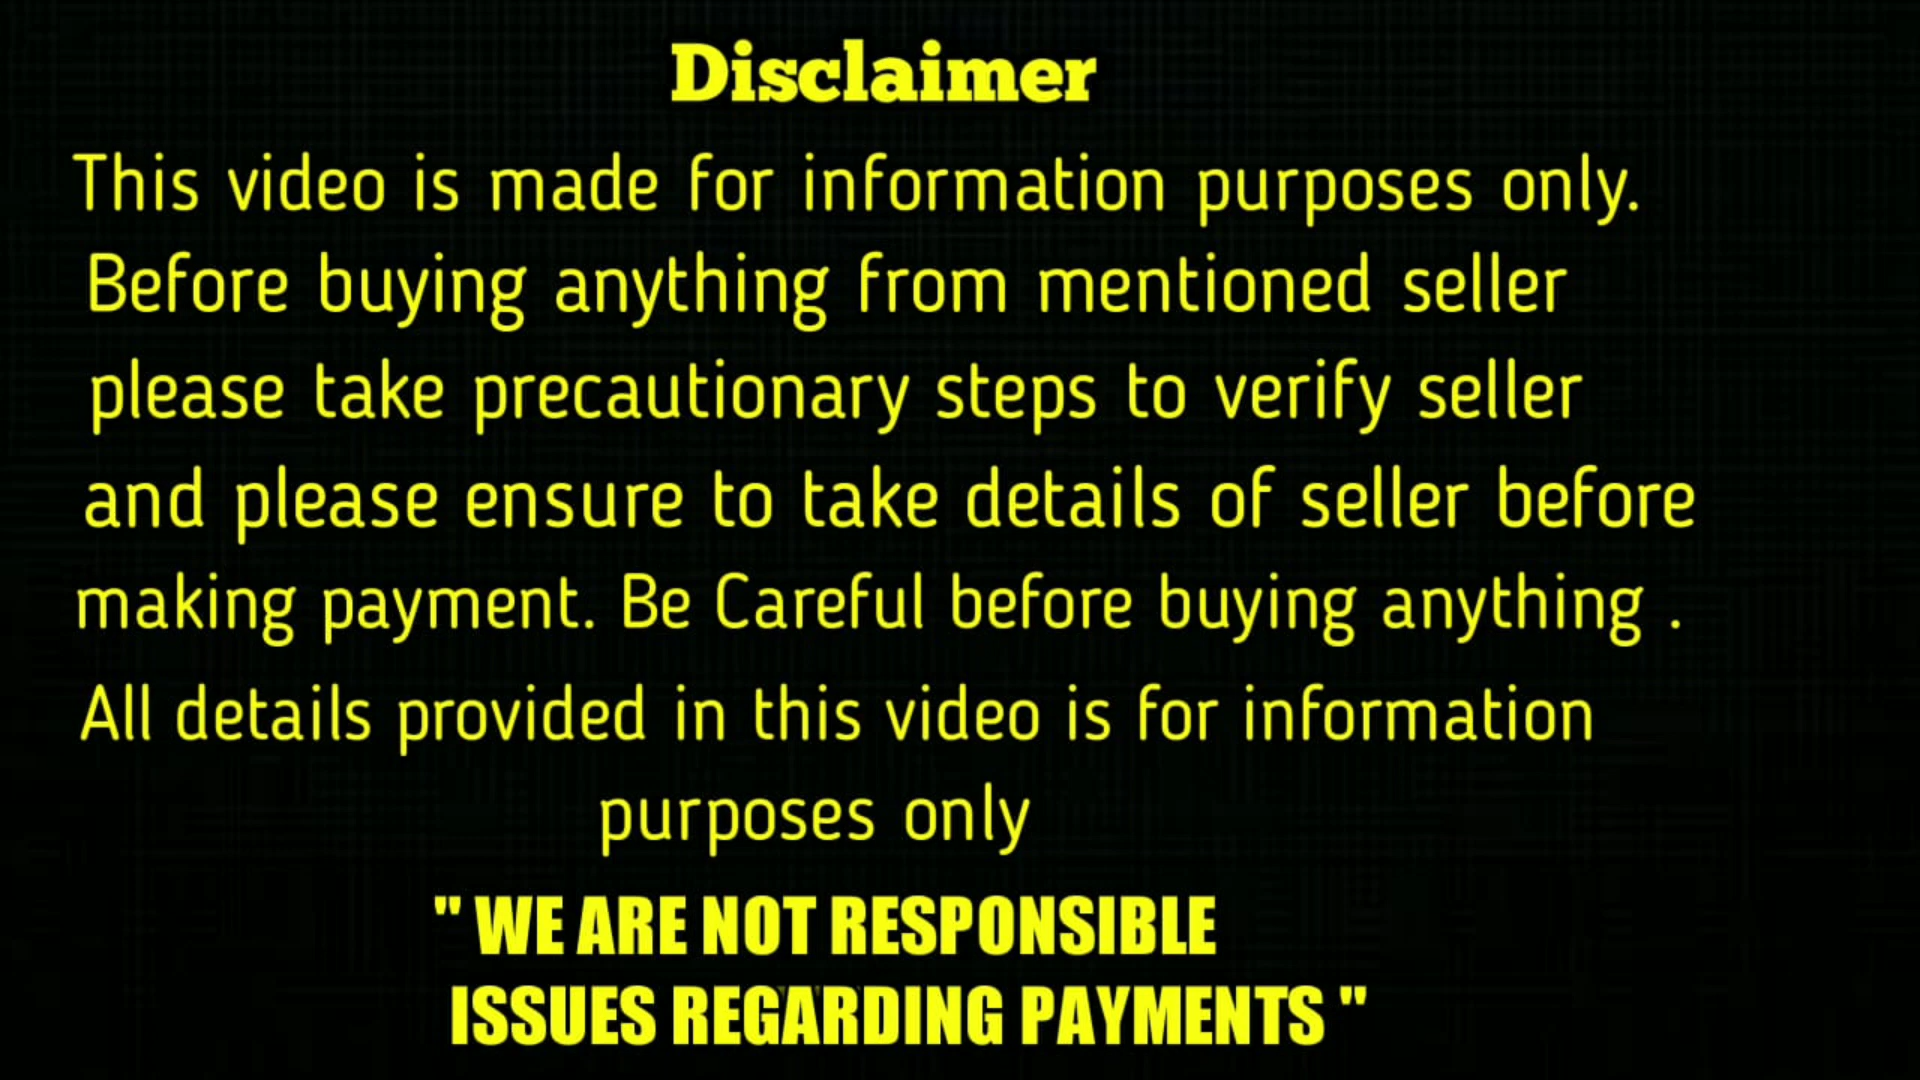 Disclaimer
This video is made for information purposes only.
Before buying anything from mentioned seller
please take precautionary steps to verify seller
and please ensure to take details of seller before
making payment. Be Careful before buying anything .
All details provided in this video is for information
purposes only
" WE ARE NOT RESPONSIBLE
ISSUES REGARDING PAYMENTS "